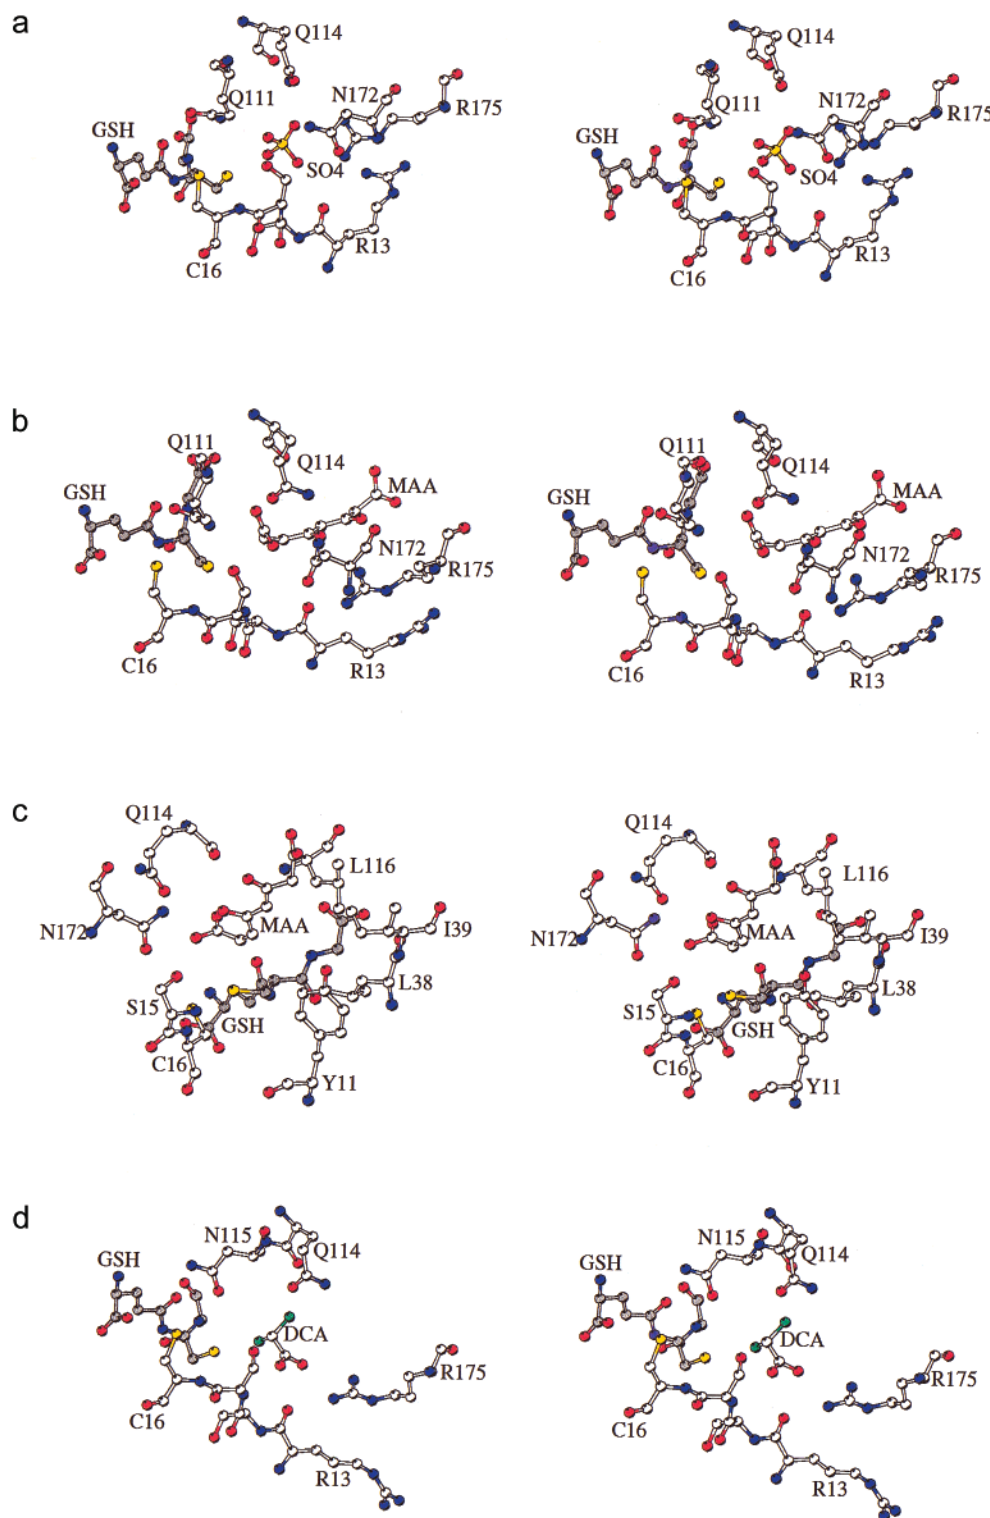 a
Q114
Q114
Q111
N172
R175
Q111
N172
R175
GSH
GSH
SO4
SO4
C16
R13
C16
R13
b
Q111
Q114
MAA
Q111
Q114
MAA
GSH
GSH
N172
R175
N172
R175
C16
R13
C16
R13
c
Q114
Q114
L116
L116
N172
MAA
I39
N172
MAA
I39
S15
GSH
L38
S15
GSH
L38
C16
Y11
C16
Y11
d
N115
Q114
N115
Q114
GSH
GSH
DCA
DCA
R175
R175
C16
C16
R13
R13